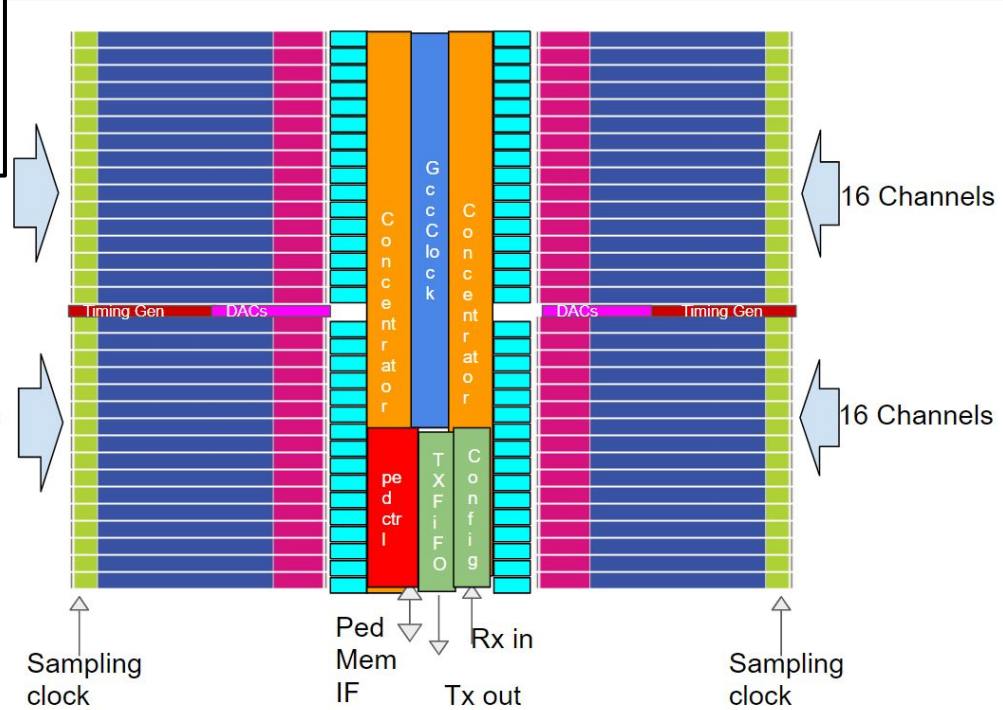 GccClock
Concentrator
Concentrator
16 Channels
Timing Gen
DACs
DACs
Timing Gen
16 Channels
ped ctrl
TXFiFO
Config
Ped
Mem
IF
Rx in
Tx out
Sampling
clock
Sampling
clock